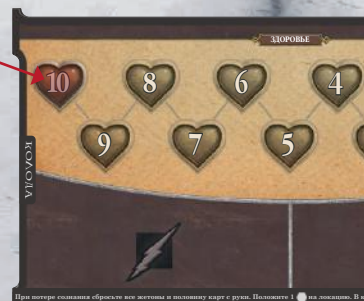 ЗДОРОВЬЕ
10 8 6 4
9 7 5
КОЛОДА
При потере сознания сбросьте все жетоны и половину карт с руки. Положите 1 на локацию. В